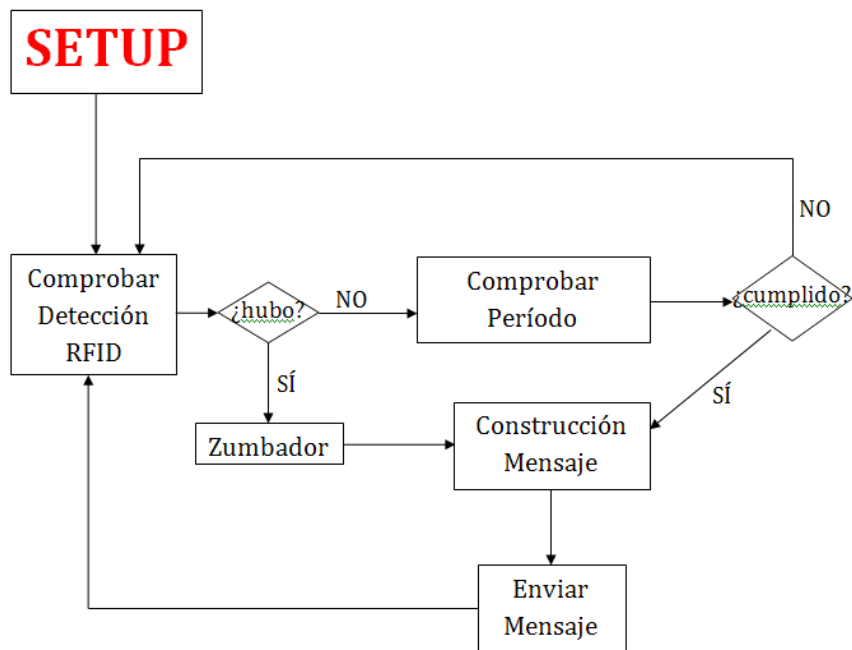 SETUP
NO
Comprobar
Detección
RFID
¿hubo?
NO
Comprobar
Período
¿cumplido?
SÍ
SÍ
Zumbador
Construcción
Mensaje
Enviar
Mensaje